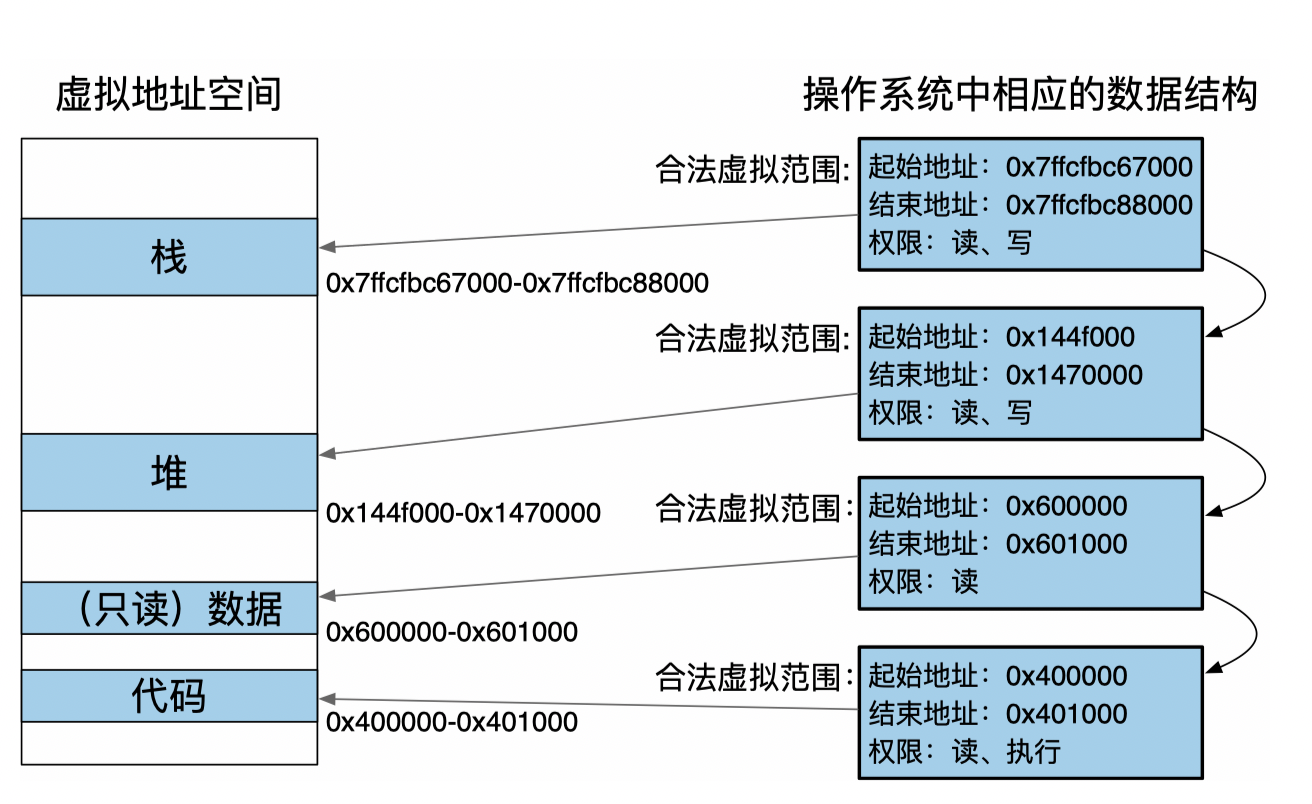 虚拟地址空间
操作系统中相应的数据结构
栈
0x7ffcfbc67000-0x7ffcfbc88000
合法虚拟范围:
起始地址：0x7ffcfbc67000
结束地址：0x7ffcfbc88000
权限：读、写
堆
0x144f000-0x1470000
合法虚拟范围:
起始地址：0x144f000
结束地址：0x1470000
权限：读、写
（只读）数据
0x600000-0x601000
合法虚拟范围：
起始地址：0x600000
结束地址：0x601000
权限：读
代码
0x400000-0x401000
合法虚拟范围：
起始地址：0x400000
结束地址：0x401000
权限：读、执行